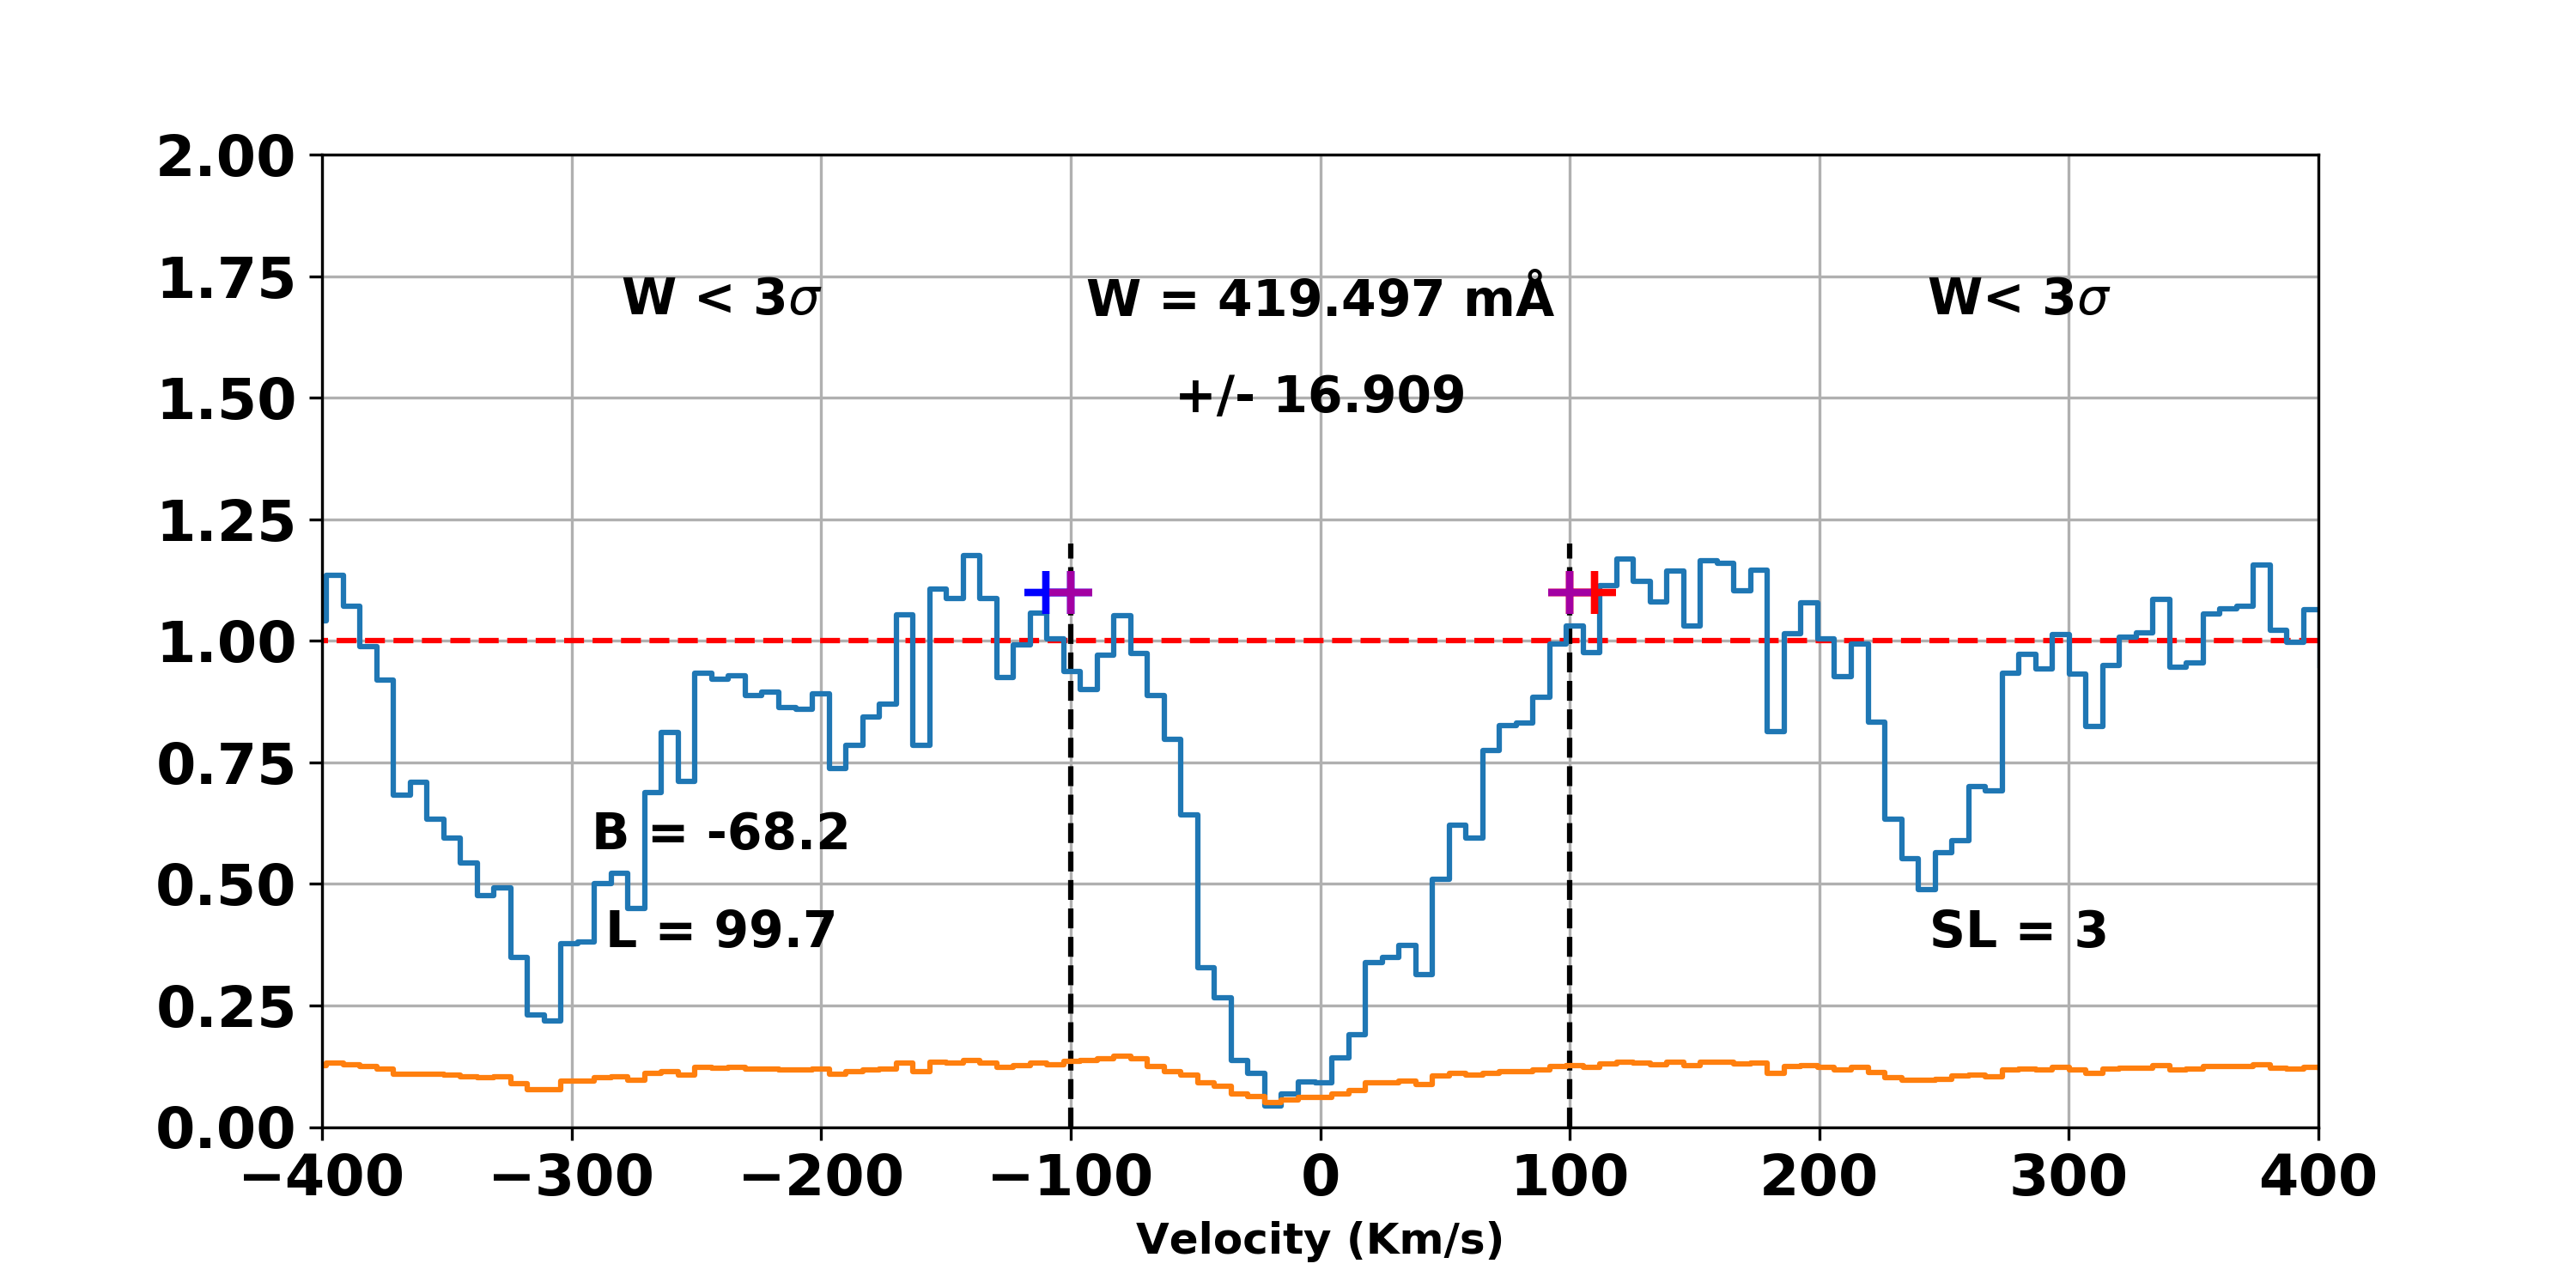 2.00
1.75
W < 3σ
W = 419.497 mÅ
W< 3σ
1.50
+/- 16.909
1.25
1.00
0.75
B = -68.2
0.50
L = 99.7
SL = 3
0.25
0.00
−400 −300 −200 −100 0 100 200 300 400
Velocity (Km/s)